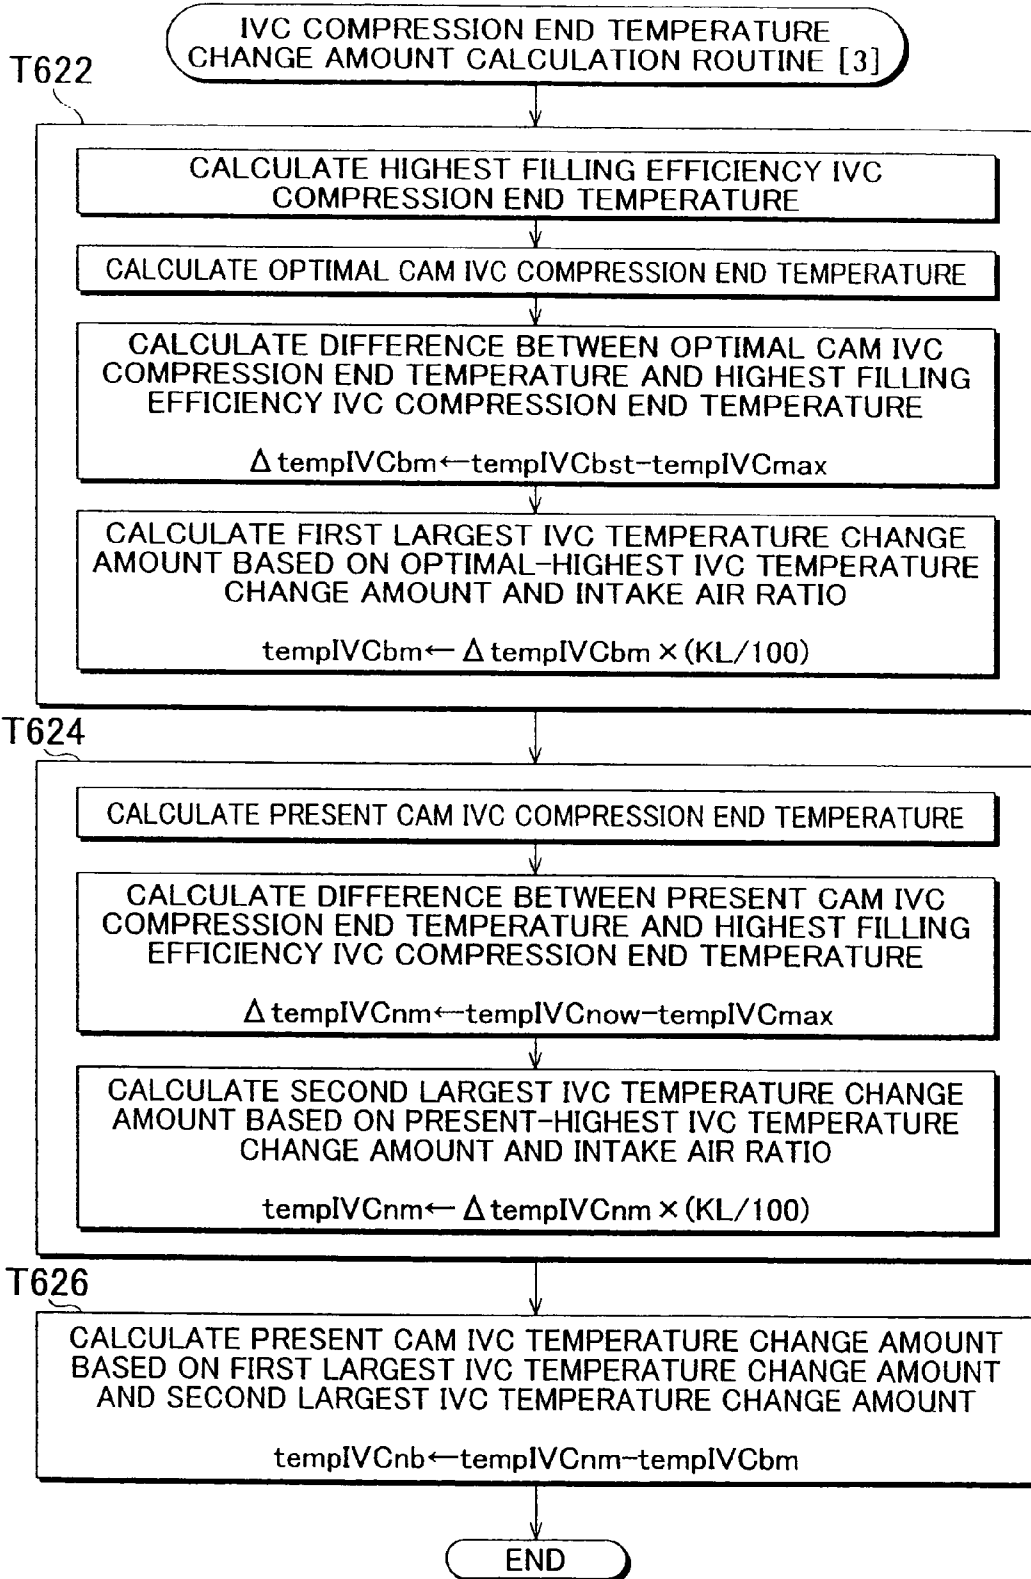 IVC COMPRESSION END TEMPERATURE
CHANGE AMOUNT CALCULATION ROUTINE [3]
T622
CALCULATE HIGHEST FILLING EFFICIENCY IVC
COMPRESSION END TEMPERATURE
CALCULATE OPTIMAL CAM IVC COMPRESSION END TEMPERATURE
CALCULATE DIFFERENCE BETWEEN OPTIMAL CAM IVC
COMPRESSION END TEMPERATURE AND HIGHEST FILLING
EFFICIENCY IVC COMPRESSION END TEMPERATURE
Δ tempIVCbm←tempIVCbst-tempIVCmax
CALCULATE FIRST LARGEST IVC TEMPERATURE CHANGE
AMOUNT BASED ON OPTIMAL-HIGHEST IVC TEMPERATURE
CHANGE AMOUNT AND INTAKE AIR RATIO
tempIVCbm← Δ tempIVCbm × (KL/100)
T624
CALCULATE PRESENT CAM IVC COMPRESSION END TEMPERATURE
CALCULATE DIFFERENCE BETWEEN PRESENT CAM IVC
COMPRESSION END TEMPERATURE AND HIGHEST FILLING
EFFICIENCY IVC COMPRESSION END TEMPERATURE
Δ tempIVCnm←tempIVCnow-tempIVCmax
CALCULATE SECOND LARGEST IVC TEMPERATURE CHANGE
AMOUNT BASED ON PRESENT-HIGHEST IVC TEMPERATURE
CHANGE AMOUNT AND INTAKE AIR RATIO
tempIVCnm← Δ tempIVCnm × (KL/100)
T626
CALCULATE PRESENT CAM IVC TEMPERATURE CHANGE AMOUNT
BASED ON FIRST LARGEST IVC TEMPERATURE CHANGE AMOUNT
AND SECOND LARGEST IVC TEMPERATURE CHANGE AMOUNT
tempIVCnb←tempIVCnm-tempIVCbm
END